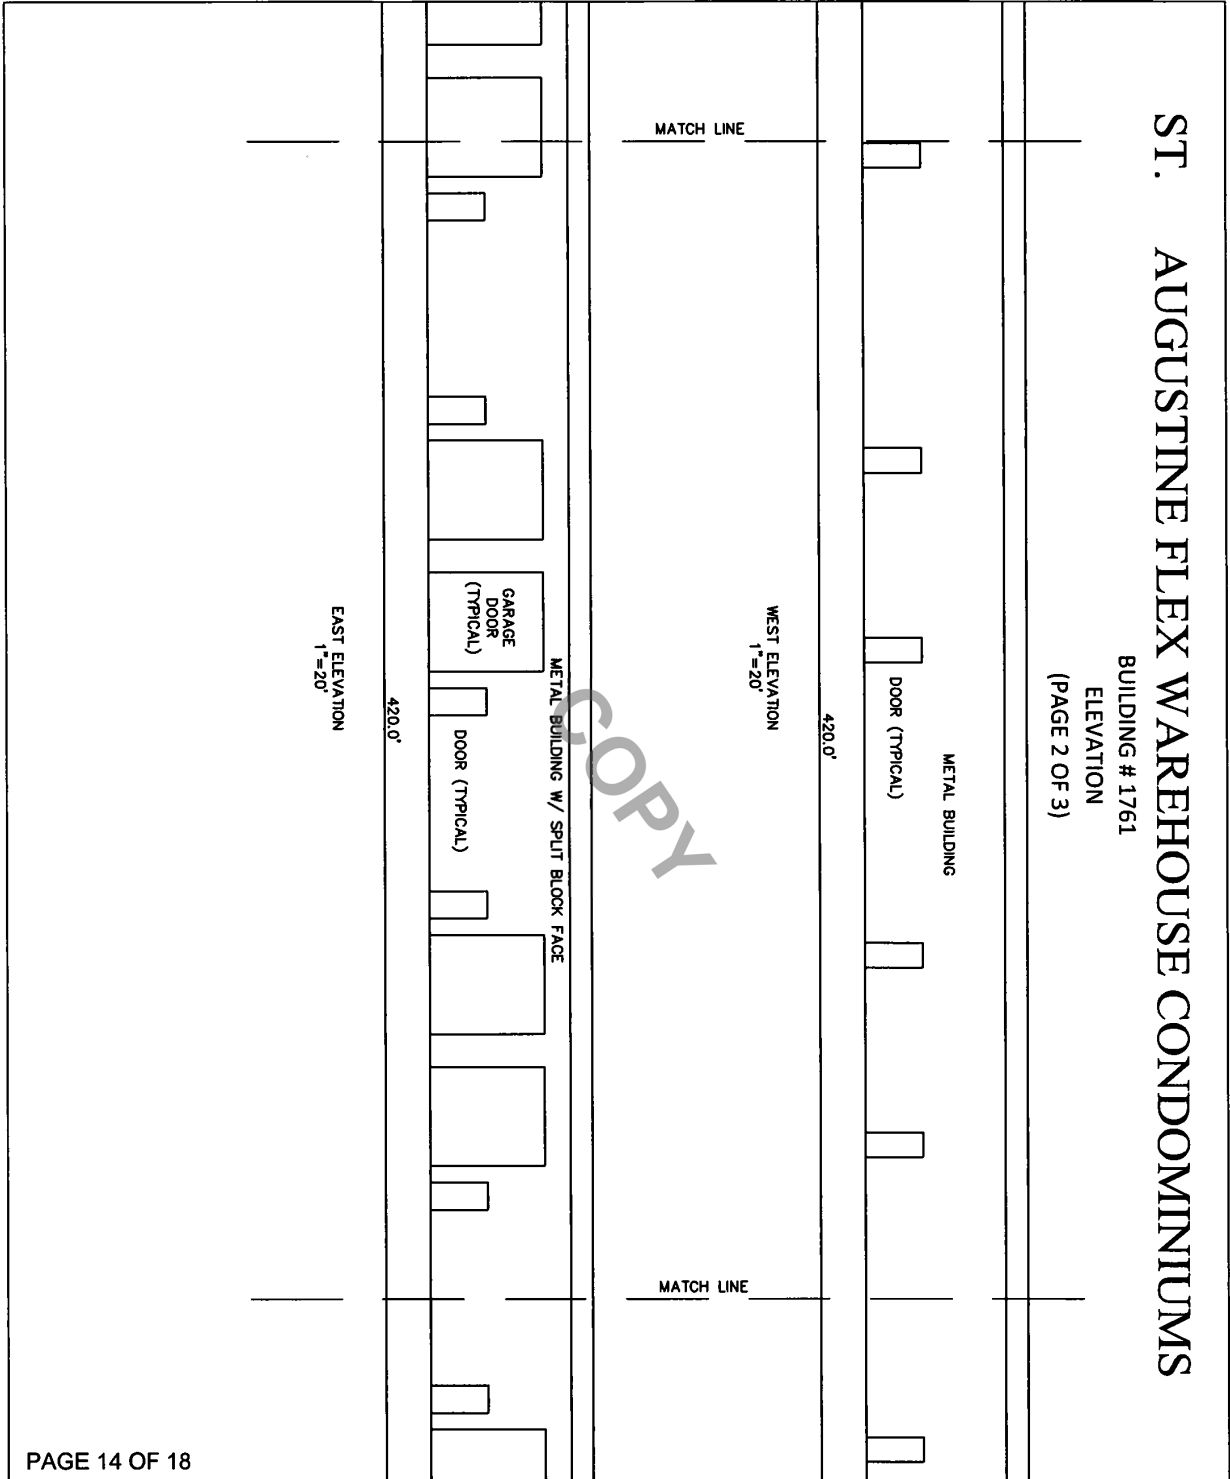 ST. AUGUSTINE FLEX WAREHOUSE CONDOMINIUMS
BUILDING # 1761
ELEVATION
(PAGE 2 OF 3)
METAL BUILDING
DOOR (TYPICAL)
420.0'
WEST ELEVATION
1"=20'
MATCH LINE
MATCH LINE
METAL BUILDING W/ SPLIT BLOCK FACE
GARAGE
DOOR
(TYPICAL)
DOOR (TYPICAL)
420.0'
EAST ELEVATION
1"=20'
COPY
PAGE 14 OF 18